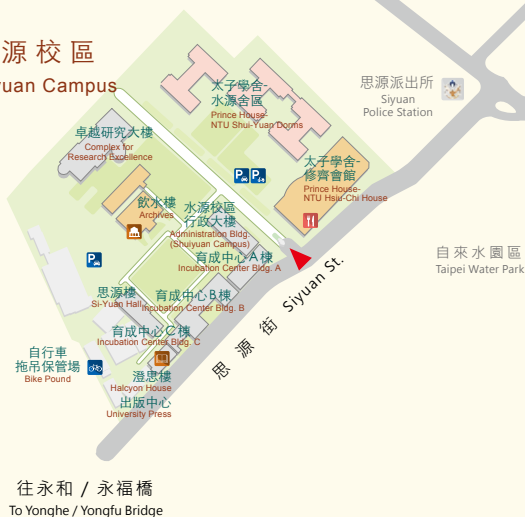 源校區
yuan Campus
太子學舍-
水源舍區
Prince House-
NTU Shui-Yuan Dorms
思源派出所
Siyuan
Police Station
卓越研究大樓
Complex for
Research Excellence
太子學舍-
修齊會館
Prince House-
NTU Hsiu-Chi House
飲水樓
Archives
水源校區
行政大樓
Administration Bldg.
(Shuiyuan Campus)
自來水園區
Taipei Water Park
育成中心A棟
Incubation Center Bldg. A
思源樓
Si-Yuan Hall
育成中心B棟
Incubation Center Bldg. B
思源街 Siyuan St.
育成中心C棟
Incubation Center Bldg. C
自行車
拖吊保管場
Bike Pound
澄思樓
Halcyon House
出版中心
University Press
往永和 / 永福橋
To Yonghe / Yongfu Bridge